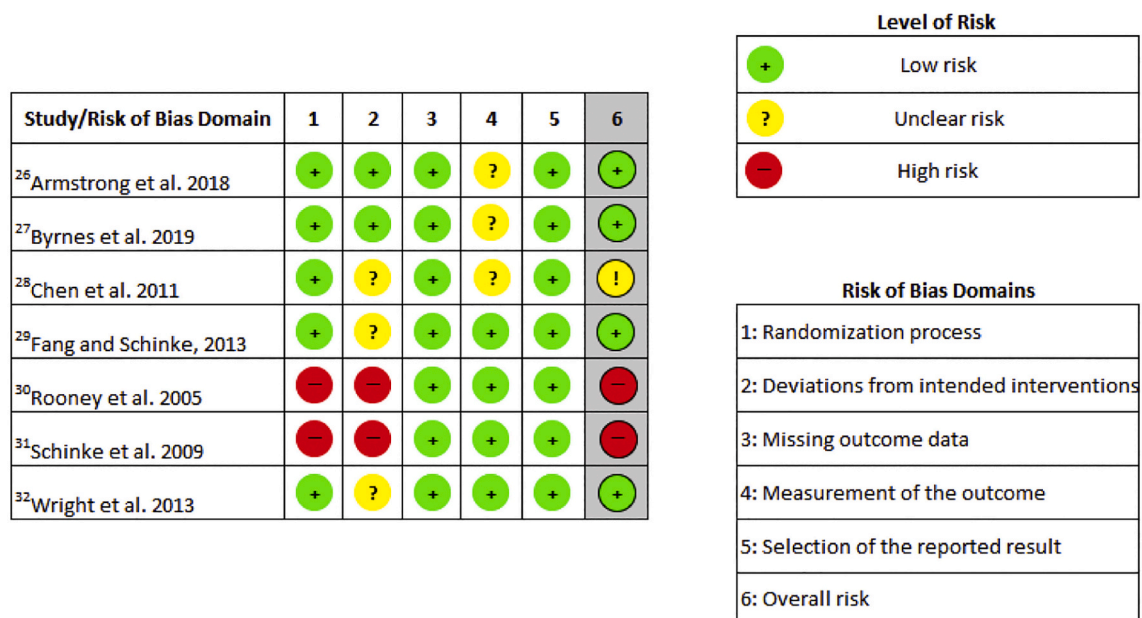 Study/Risk of Bias Domain 1 2 3 4 5 6
26Armstrong et al. 2018 + + + ? + +
27Byrnes et al. 2019 + + + ? + +
28Chen et al. 2011 + ? + ? + !
29Fang and Schinke, 2013 + ? + + + +
30Rooney et al. 2005 − − + + + −
31Schinke et al. 2009 − − + + + −
32Wright et al. 2013 + ? + + + +
Level of Risk
+ Low risk
? Unclear risk
− High risk
Risk of Bias Domains
1: Randomization process
2: Deviations from intended interventions
3: Missing outcome data
4: Measurement of the outcome
5: Selection of the reported result
6: Overall risk